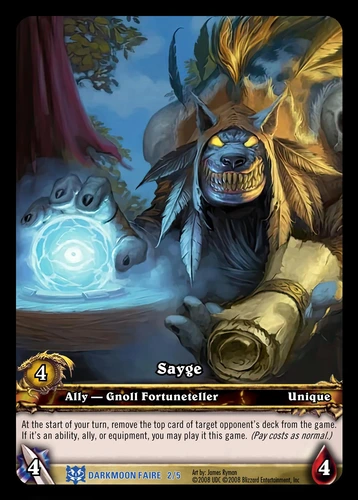 Sayge
4
Ally — Gnoll Fortuneteller Unique
At the start of your turn, remove the top card of target opponent's deck from the game.
If it's an ability, ally, or equipment, you may play it this game. (Pay costs as normal.)
4 DARKMOON FAIRE 2/5 Art by: James Ryman 4
©2008 UDC ©2008 Blizzard Entertainment, Inc.